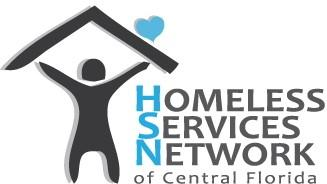 HOMELESS
SERVICES
NETWORK
of Central Florida